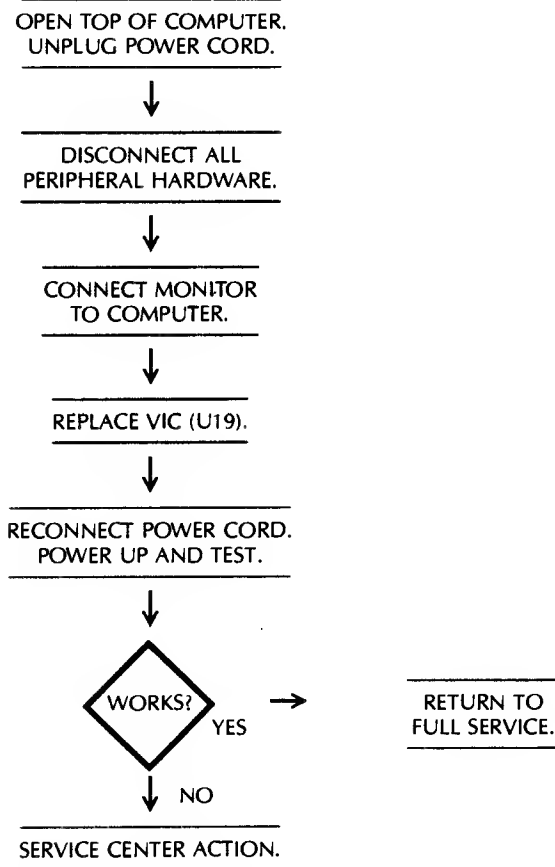 OPEN TOP OF COMPUTER.
UNPLUG POWER CORD.
DISCONNECT ALL
PERIPHERAL HARDWARE.
CONNECT MONITOR
TO COMPUTER.
REPLACE VIC (U19).
RECONNECT POWER CORD.
POWER UP AND TEST.
WORKS?
YES
RETURN TO
FULL SERVICE.
NO
SERVICE CENTER ACTION.